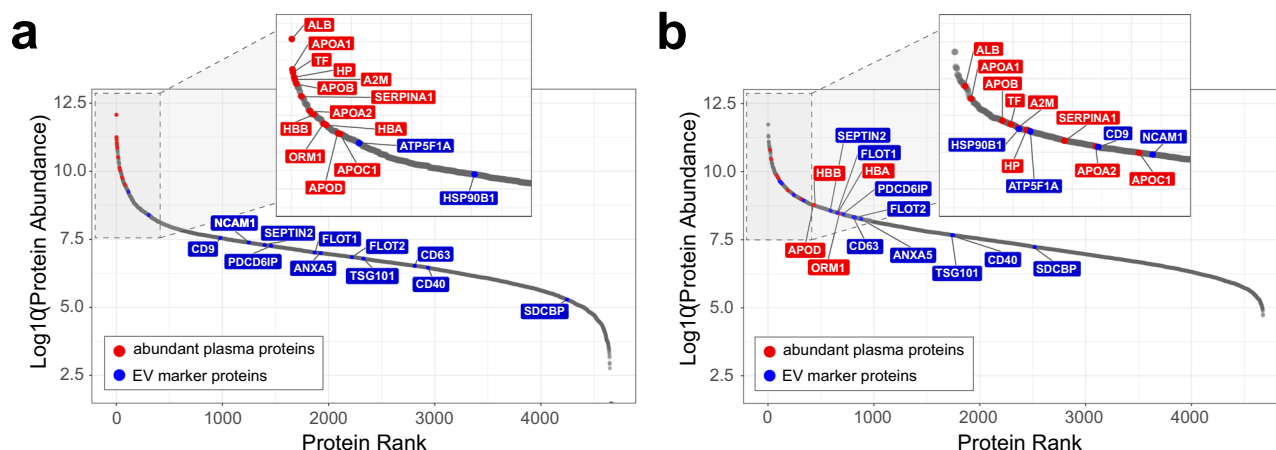 a
ALB
APOA1
TF
HP
A2M
APOB
SERPINA1
APOA2
HBB
HBA
ATP5F1A
ORM1
APOC1
APOD
HSP90B1
Log10(Protein Abundance)
12.5
10.0
7.5
5.0
2.5
NCAM1
SEPTIN2
CD9
FLOT1
FLOT2
CD63
PDCD6IP
ANXA5
TSG101
CD40
SDCBP
abundant plasma proteins
EV marker proteins
0
1000
2000
3000
4000
Protein Rank
b
ALB
APOA1
APOB
TF
A2M
SERPINA1
CD9
NCAM1
HSP90B1
HP
ATP5F1A
APOA2
APOC1
Log10(Protein Abundance)
12.5
10.0
7.5
5.0
2.5
SEPTIN2
FLOT1
HBB
HBA
PDCD6IP
FLOT2
APOD
CD63
ORM1
ANXA5
TSG101
CD40
SDCBP
abundant plasma proteins
EV marker proteins
0
1000
2000
3000
4000
Protein Rank